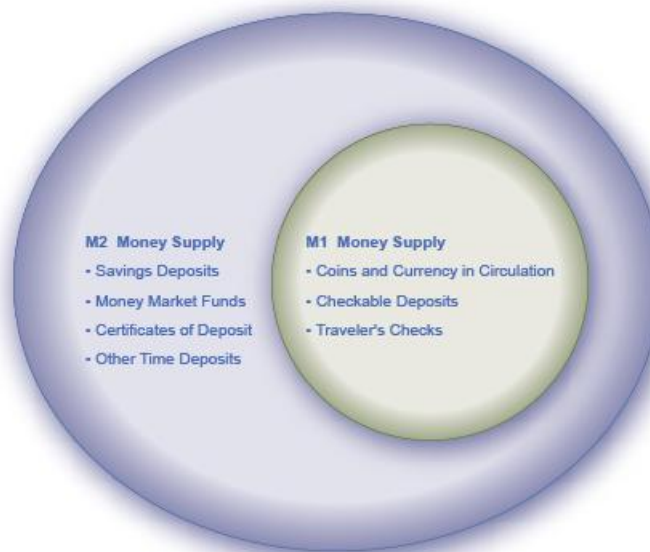 M2 Money Supply
- Savings Deposits
- Money Market Funds
- Certificates of Deposit
- Other Time Deposits
M1 Money Supply
- Coins and Currency in Circulation
- Checkable Deposits
- Traveler's Checks